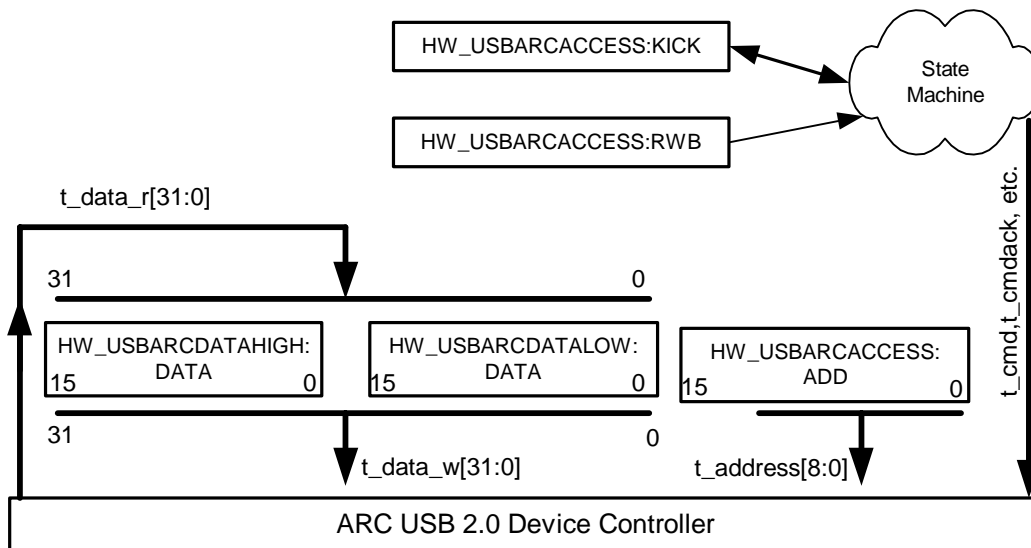 HW_USBARCACCESS:KICK
State
Machine
HW_USBARCACCESS:RWB
t_data_r[31:0]
t_cmd,t_cmdack, etc.
31 0
HW_USBARCDATAHIGH:
DATA
15 0
HW_USBARCDATALOW:
DATA
15 0
HW_USBARCACCESS:
ADD
15 0
31 0
t_data_w[31:0]
t_address[8:0]
ARC USB 2.0 Device Controller